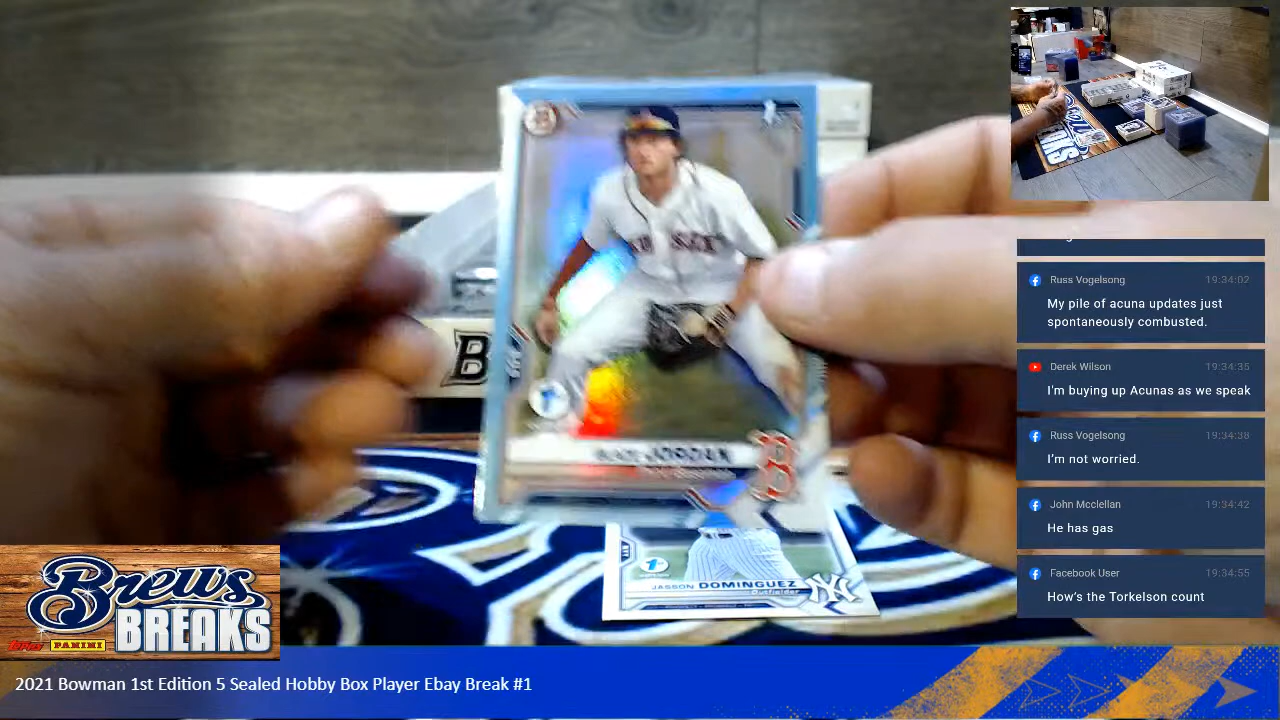 B
RED SOX
JORDAN
B
1st
JASSON DOMINGUEZ
Outfielder
NY
Russ Vogelsong 19:34:02
My pile of acuna updates just
spontaneously combusted.
Derek Wilson 19:34:35
I'm buying up Acunas as we speak
Russ Vogelsong 19:34:38
I'm not worried.
John Mcclellan 19:34:42
He has gas
Facebook User 19:34:55
How's the Torkelson count
Brews
BREAKS
Topps PANINI
2021 Bowman 1st Edition 5 Sealed Hobby Box Player Ebay Break #1